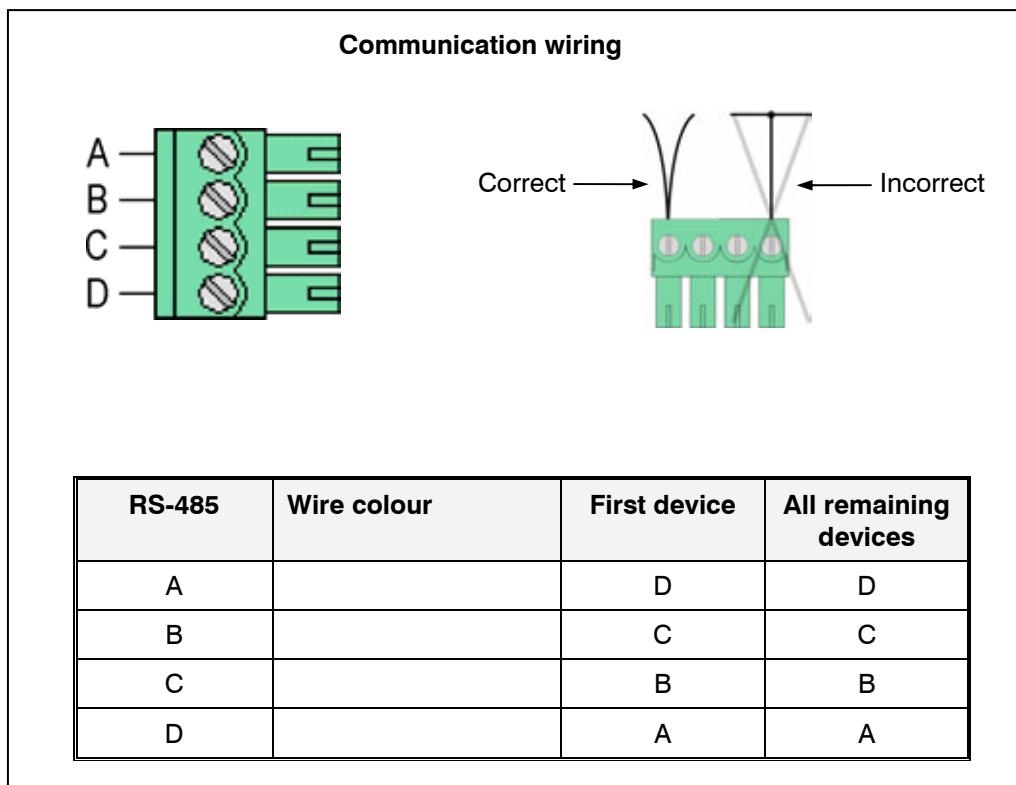 Communication wiring
A
B
C
D
Correct
Incorrect
RS-485 Wire colour First device All remaining devices
A D D
B C C
C B B
D A A